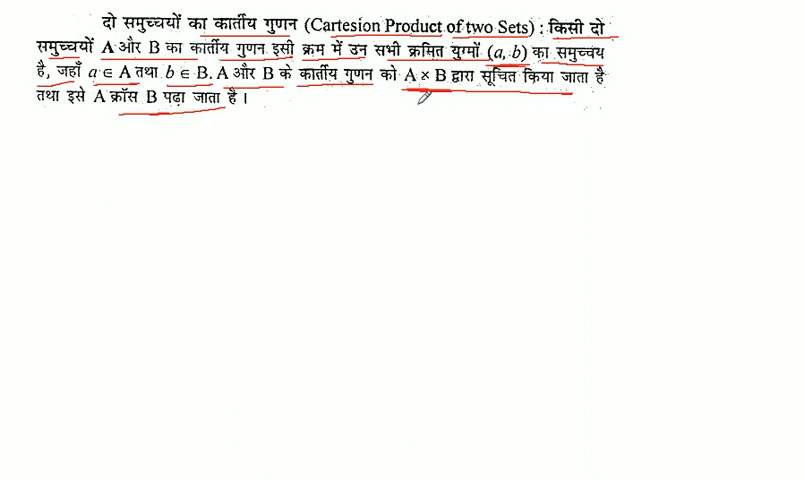 दो समुच्चयों का कार्तीय गुणन (Cartesion Product of two Sets) : किसी दो
समुच्चयों A और B का कार्तीय गुणन इसी क्रम में उन सभी क्रसित युग्मों (a, b) का समुच्चय
है, जहाँ a ∈ A तथा b ∈ B. A और B के कार्तीय गुणन को A × B द्वारा सूचित किया जाता है
तथा इसे A क्रॉस B पढ़ा जाता है।